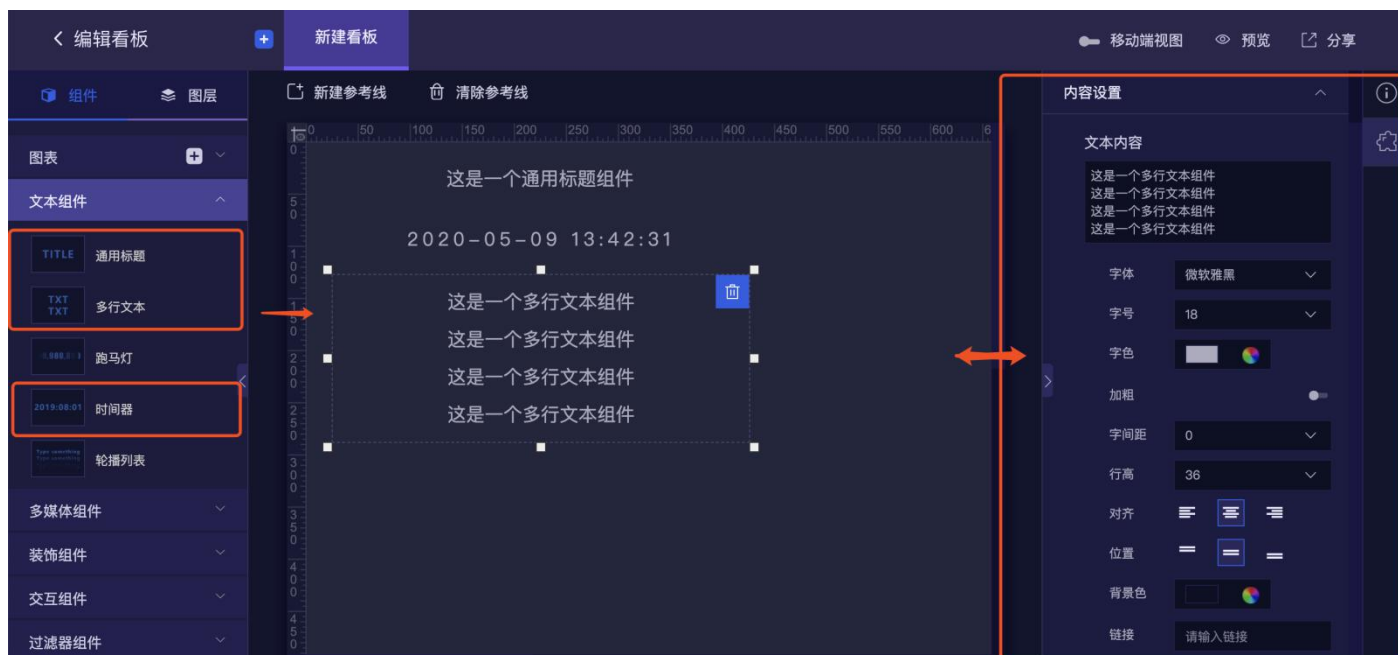 编辑看板
新建看板
移动端视图
预览
分享
组件
图层
新建参考线
清除参考线
内容设置
0 50 100 150 200 250 300 350 400 450 500 550 600 6
图表
文本组件
TITLE 通用标题
TXT
TXT
多行文本
跑马灯
2019:08:01 时间器
轮播列表
多媒体组件
装饰组件
交互组件
过滤器组件
0
50
100
150
200
250
300
350
400
450
这是一个通用标题组件
2020-05-09 13:42:31
这是一个多行文本组件
这是一个多行文本组件
这是一个多行文本组件
这是一个多行文本组件
文本内容
这是一个多行文本组件
这是一个多行文本组件
这是一个多行文本组件
这是一个多行文本组件
字体 微软雅黑
字号 18
字色
加粗
字间距 0
行高 36
对齐
位置
背景色
链接 请输入链接